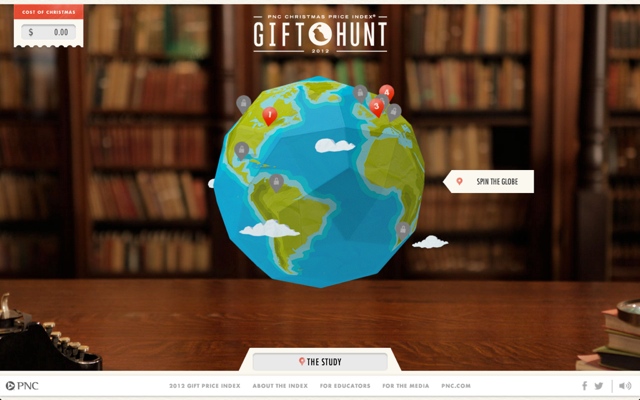 COST OF CHRISTMAS
$ 0.00
PNC CHRISTMAS PRICE INDEX®
GIFT HUNT
2012
4
3
1
SPIN THE GLOBE
THE STUDY
PNC
2012 GIFT PRICE INDEX
ABOUT THE INDEX
FOR EDUCATORS
FOR THE MEDIA
PNC.COM